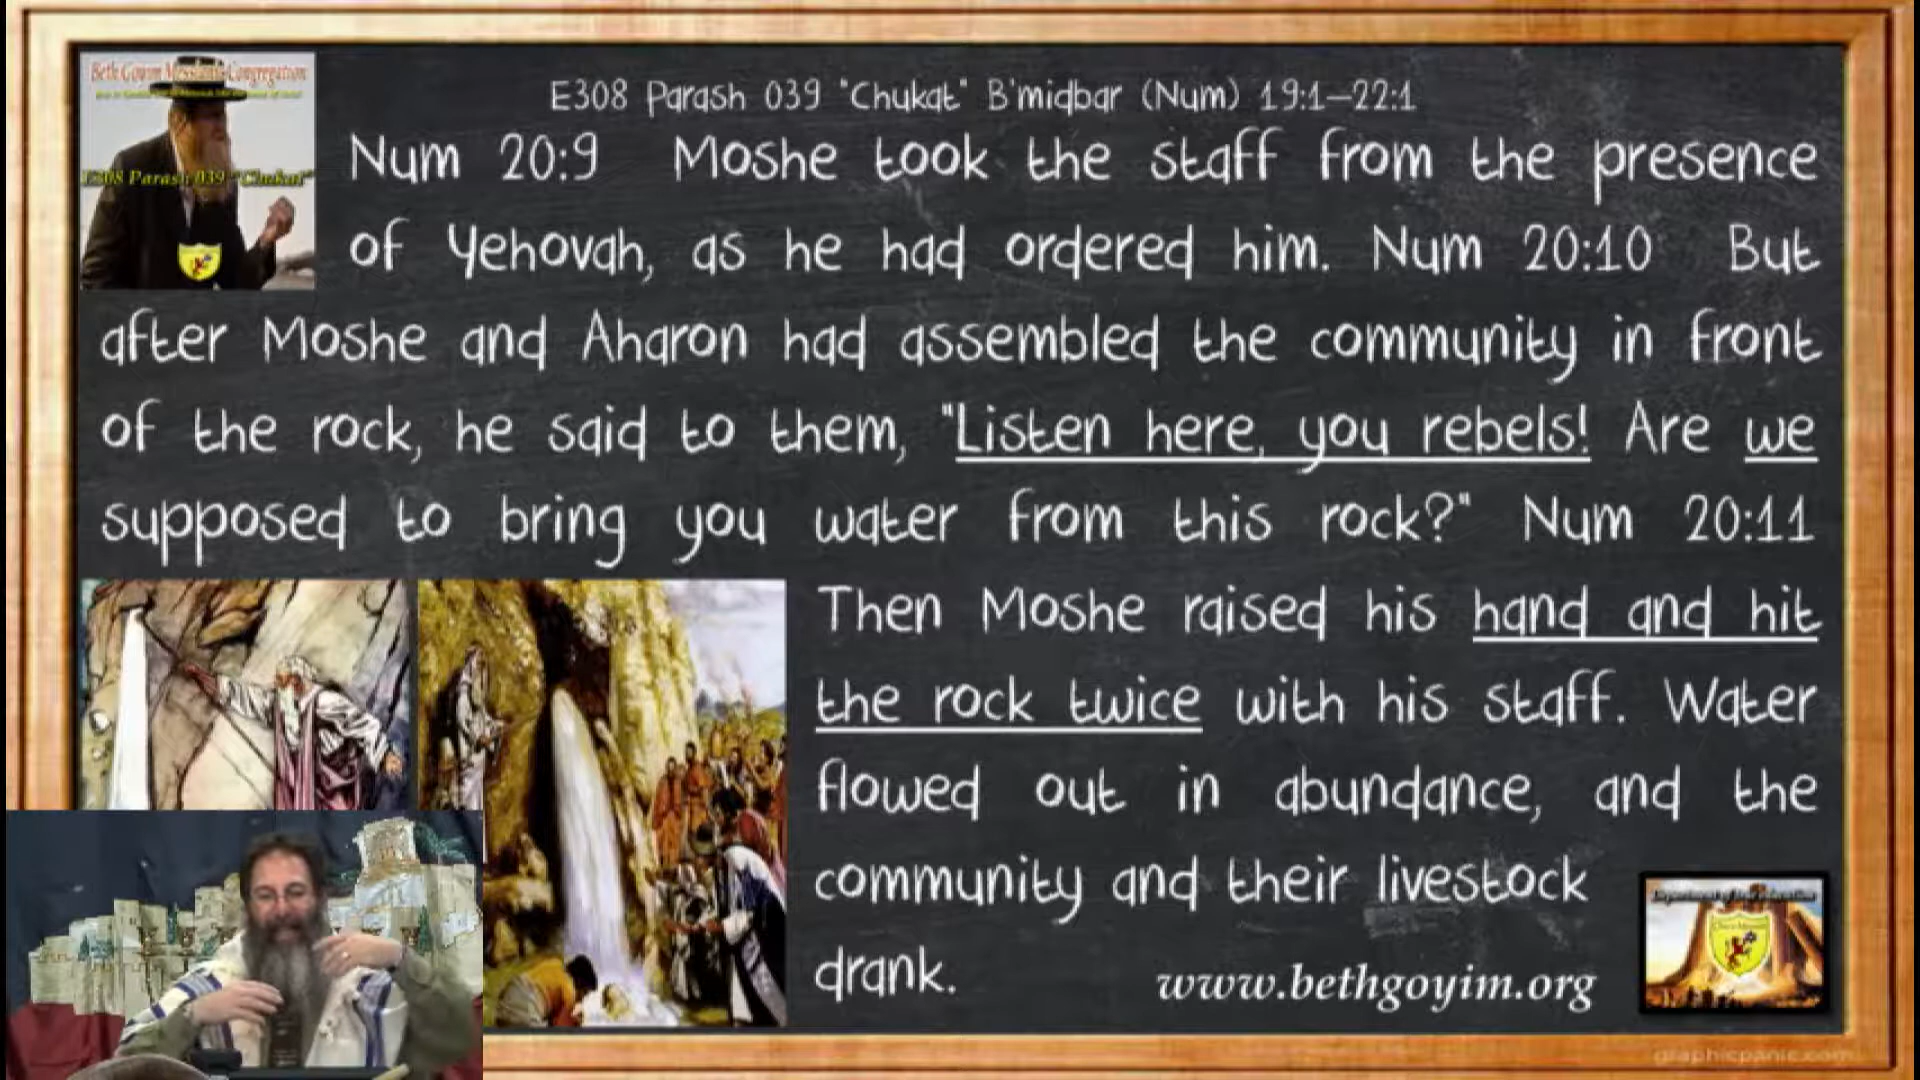 Beth Goyim Messianic Congregation
E308 Parash 039 "Chukat"
E308 Parash 039 "Chukat" B'midbar (Num) 19:1–22:1
Num 20:9 Moshe took the staff from the presence
of Yehovah, as he had ordered him. Num 20:10 But
after Moshe and Aharon had assembled the community in front
of the rock, he said to them, "Listen here, you rebels! Are we
supposed to bring you water from this rock?" Num 20:11
Then Moshe raised his hand and hit
the rock twice with his staff. Water
flowed out in abundance, and the
community and their livestock
drank.
www.bethgoyim.org
graphicpanic.com